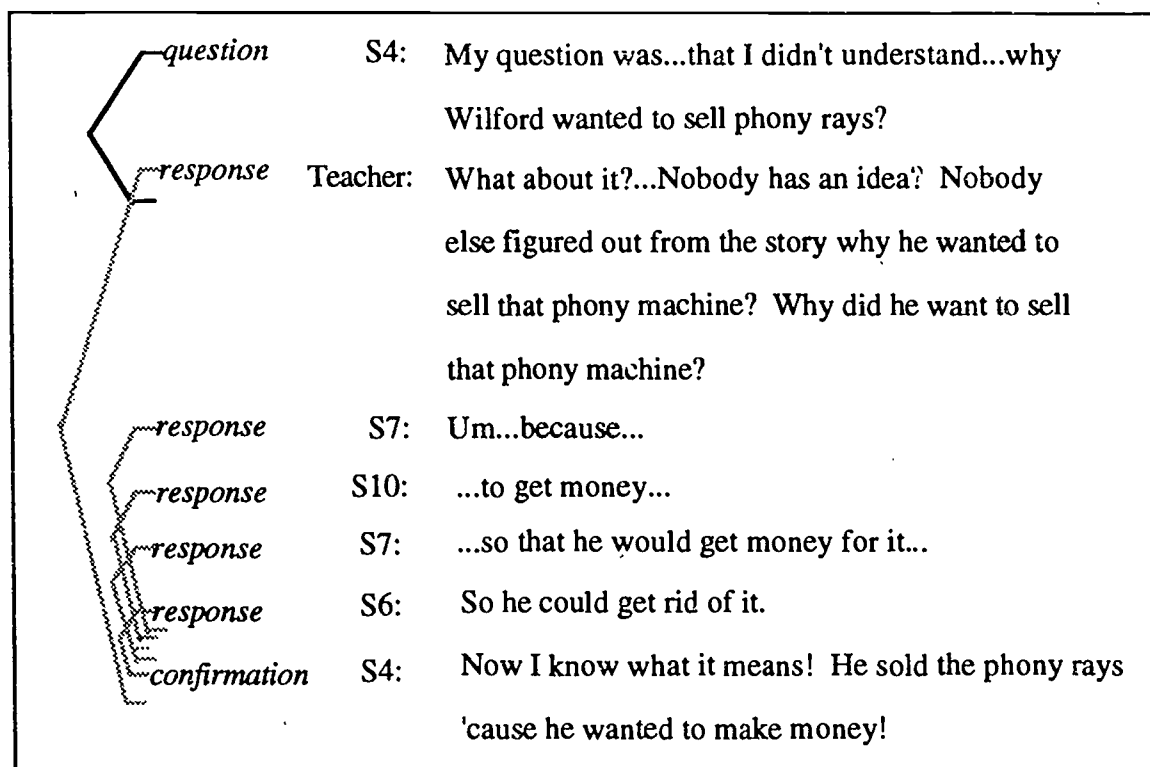 question S4: My question was...that I didn't understand...why
Wilford wanted to sell phony rays?
response Teacher: What about it?...Nobody has an idea? Nobody
else figured out from the story why he wanted to
sell that phony machine? Why did he want to sell
that phony machine?
response S7: Um...because...
response S10: ...to get money...
response S7: ...so that he would get money for it...
response S6: So he could get rid of it.
confirmation S4: Now I know what it means! He sold the phony rays
'cause he wanted to make money!